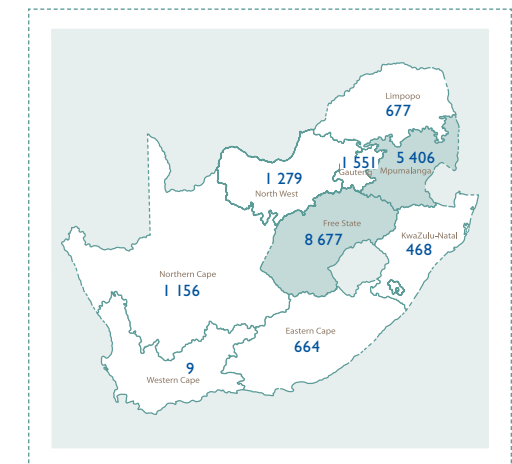 Limpopo
677
1 551
Gauteng
5 406
Mpumalanga
1 279
North West
Free State
8 677
KwaZulu-Natal
468
Northern Cape
1 156
Eastern Cape
664
9
Western Cape